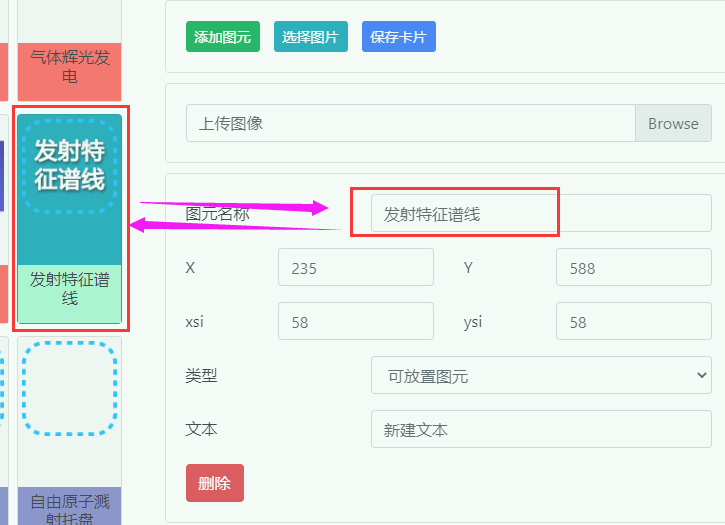 气体辉光发
电
发射特
征谱线
发射特征谱
线
自由原子溅
射托盘
添加图元
选择图片
保存卡片
上传图像
Browse
图元名称
发射特征谱线
X
235
Y
588
xsi
58
ysi
58
类型
可放置图元
文本
新建文本
删除